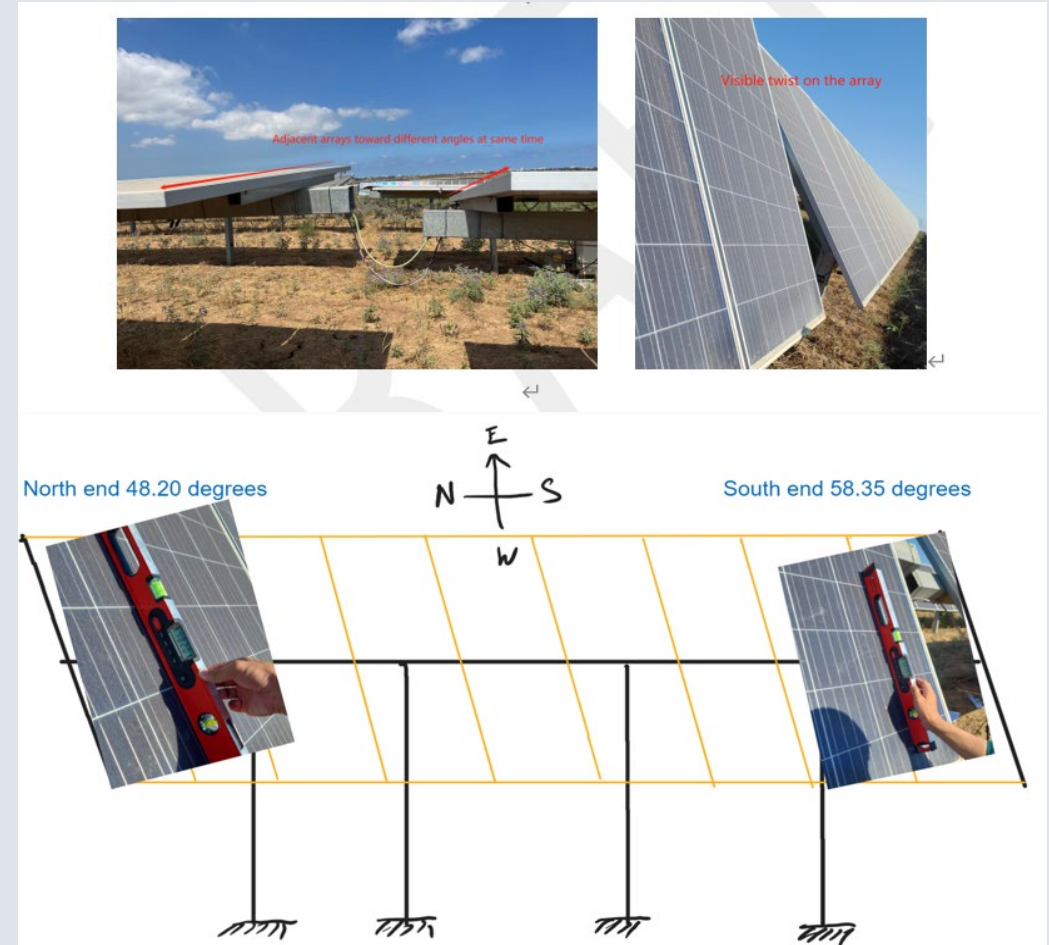 Adjacent arrays toward different angles at same time
Visible twist on the array
E
N S
W
North end 48.20 degrees
South end 58.35 degrees